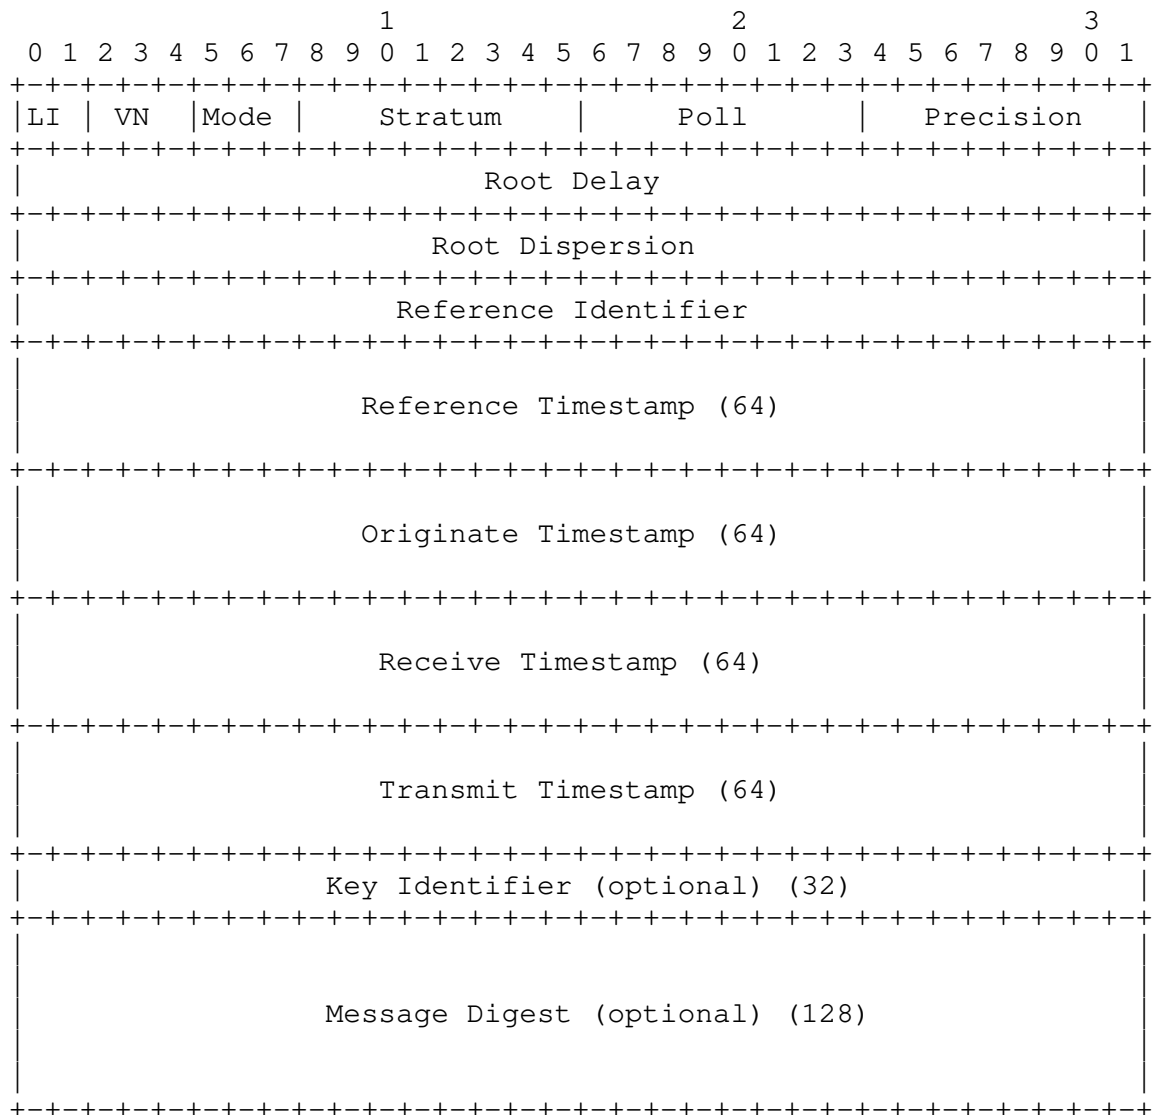 1                   2                   3
 0 1 2 3 4 5 6 7 8 9 0 1 2 3 4 5 6 7 8 9 0 1 2 3 4 5 6 7 8 9 0 1
+-+-+-+-+-+-+-+-+-+-+-+-+-+-+-+-+-+-+-+-+-+-+-+-+-+-+-+-+-+-+-+-+
|LI | VN  |Mode |    Stratum    |     Poll      |   Precision   |
+-+-+-+-+-+-+-+-+-+-+-+-+-+-+-+-+-+-+-+-+-+-+-+-+-+-+-+-+-+-+-+-+
|                          Root Delay                           |
+-+-+-+-+-+-+-+-+-+-+-+-+-+-+-+-+-+-+-+-+-+-+-+-+-+-+-+-+-+-+-+-+
|                       Root Dispersion                         |
+-+-+-+-+-+-+-+-+-+-+-+-+-+-+-+-+-+-+-+-+-+-+-+-+-+-+-+-+-+-+-+-+
|                     Reference Identifier                      |
+-+-+-+-+-+-+-+-+-+-+-+-+-+-+-+-+-+-+-+-+-+-+-+-+-+-+-+-+-+-+-+-+
|                                                               |
|                   Reference Timestamp (64)                    |
|                                                               |
+-+-+-+-+-+-+-+-+-+-+-+-+-+-+-+-+-+-+-+-+-+-+-+-+-+-+-+-+-+-+-+-+
|                                                               |
|                   Originate Timestamp (64)                    |
|                                                               |
+-+-+-+-+-+-+-+-+-+-+-+-+-+-+-+-+-+-+-+-+-+-+-+-+-+-+-+-+-+-+-+-+
|                                                               |
|                    Receive Timestamp (64)                     |
|                                                               |
+-+-+-+-+-+-+-+-+-+-+-+-+-+-+-+-+-+-+-+-+-+-+-+-+-+-+-+-+-+-+-+-+
|                                                               |
|                    Transmit Timestamp (64)                    |
|                                                               |
+-+-+-+-+-+-+-+-+-+-+-+-+-+-+-+-+-+-+-+-+-+-+-+-+-+-+-+-+-+-+-+-+
|                 Key Identifier (optional) (32)                |
+-+-+-+-+-+-+-+-+-+-+-+-+-+-+-+-+-+-+-+-+-+-+-+-+-+-+-+-+-+-+-+-+
|                                                               |
|                                                               |
|                 Message Digest (optional) (128)               |
|                                                               |
|                                                               |
+-+-+-+-+-+-+-+-+-+-+-+-+-+-+-+-+-+-+-+-+-+-+-+-+-+-+-+-+-+-+-+-+